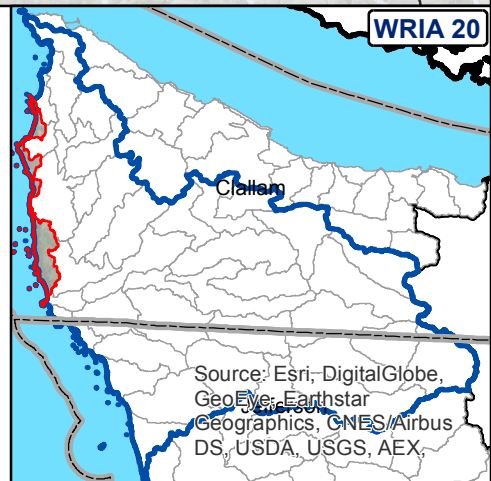 WRIA 20
Clallam
Source: Esri, DigitalGlobe,
GeoEye, Earthstar
Geographics, CNES/Airbus
DS, USDA, USGS, AEX,